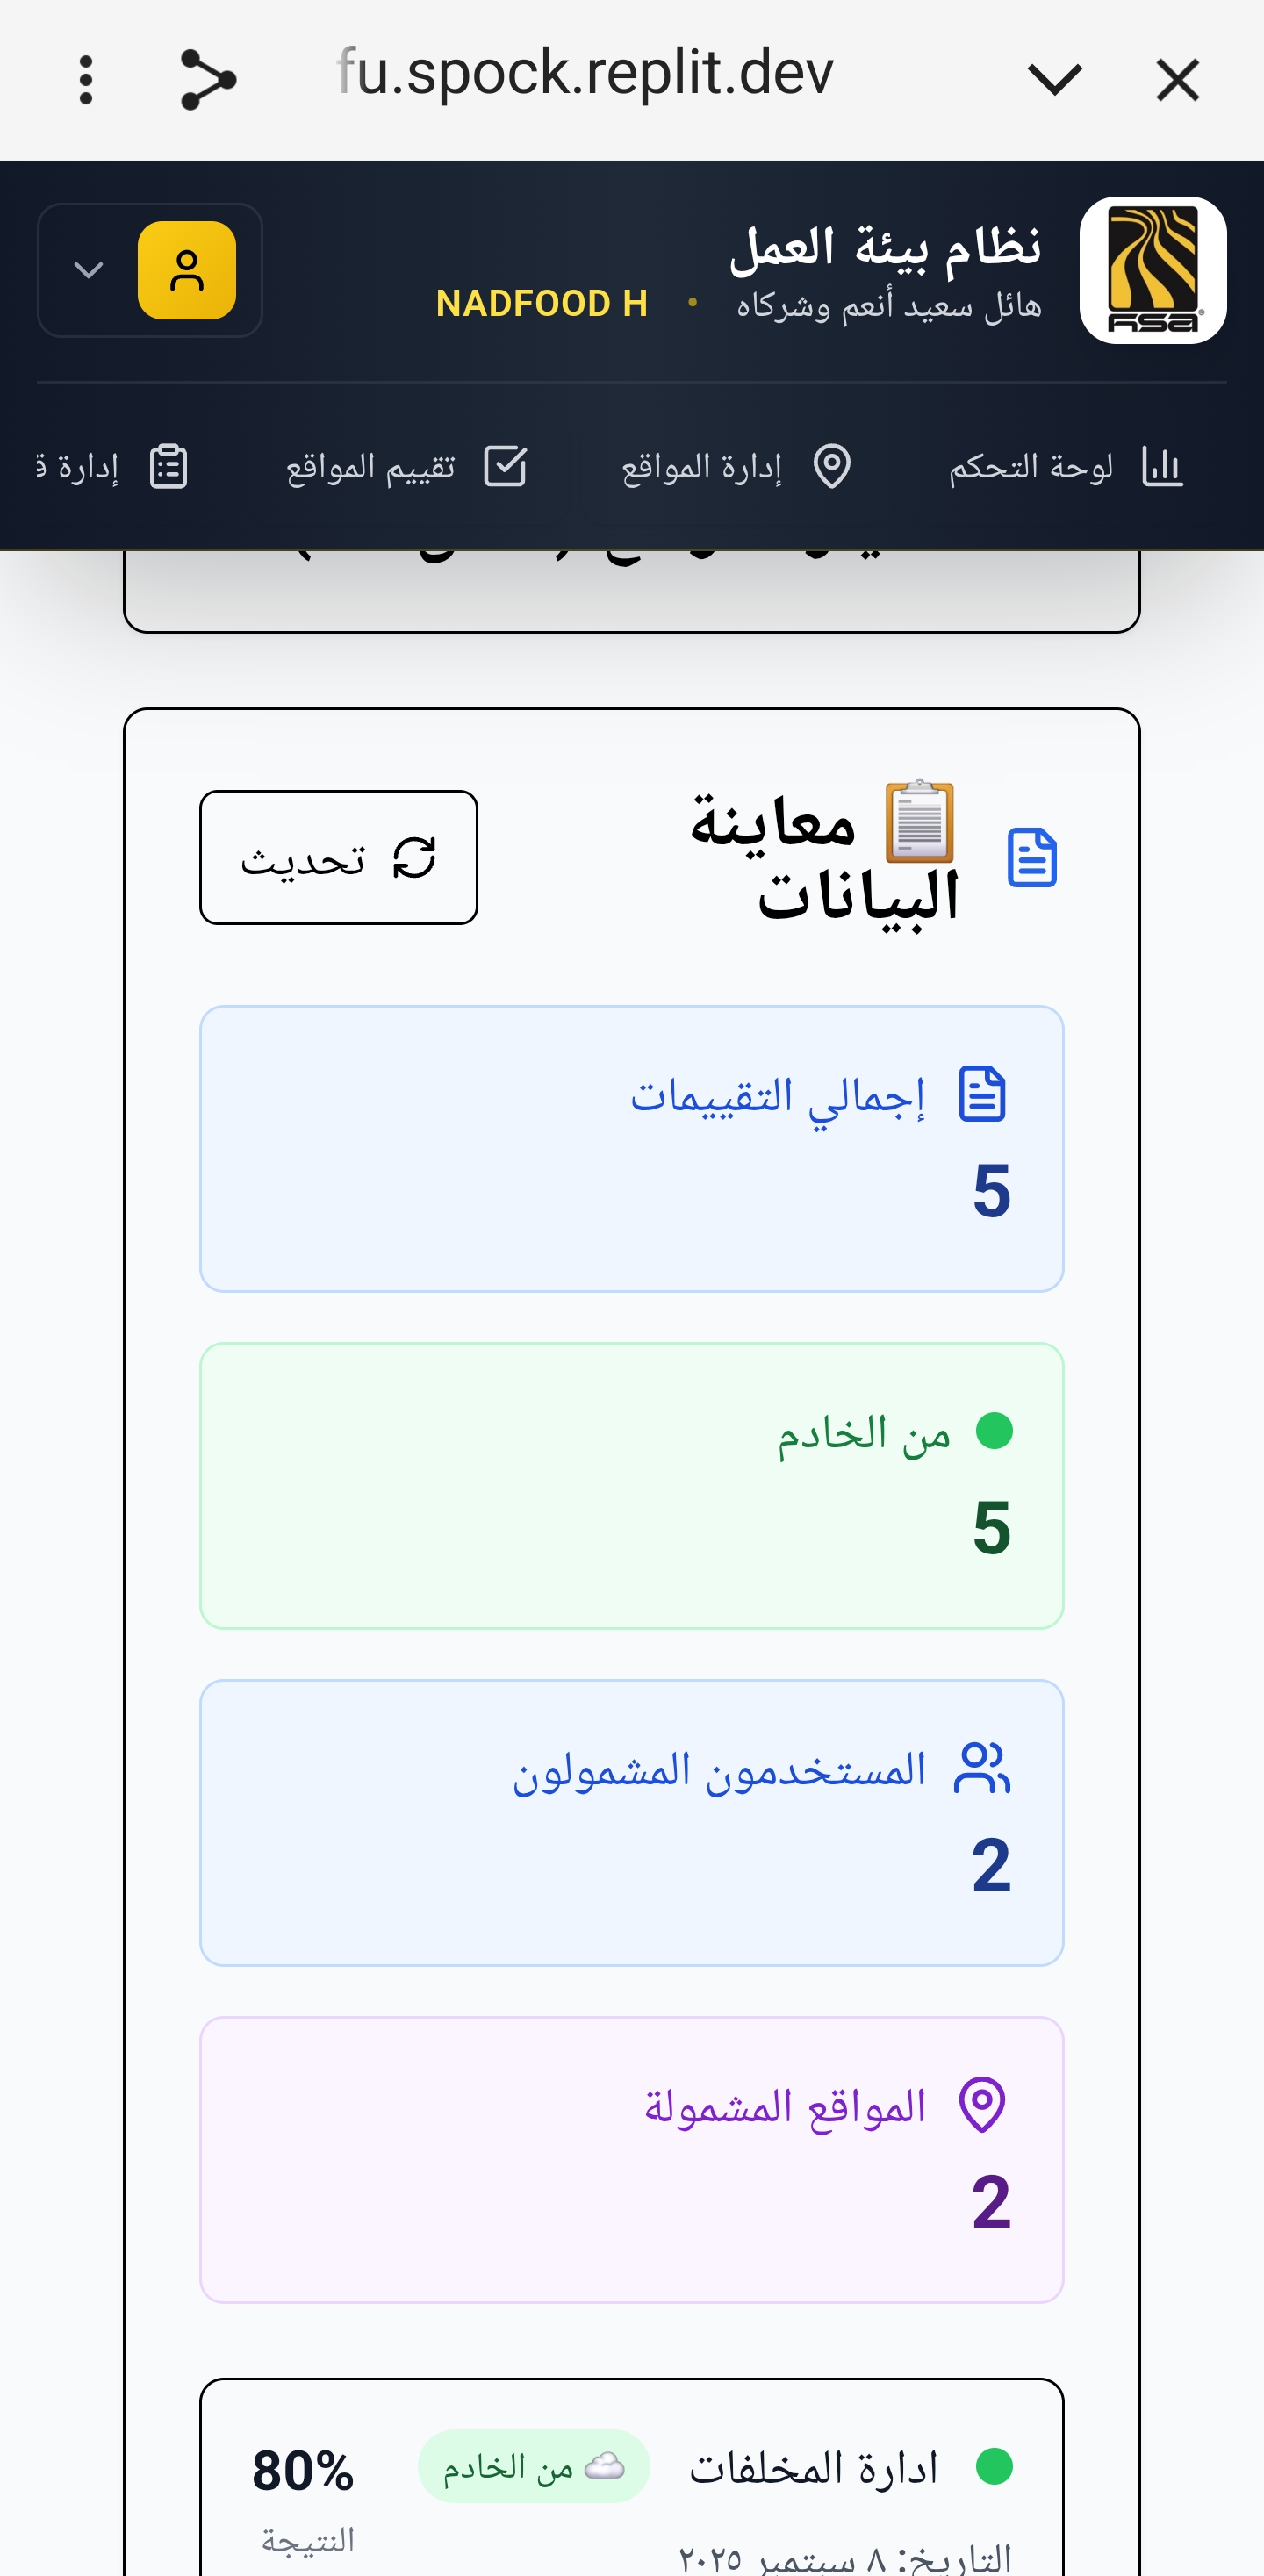 fu.spock.replit.dev
نظام بيئة العمل
هائل سعيد أنعم وشركاه • NADFOOD H
HSA®
لوحة التحكم
إدارة المواقع
تقييم المواقع
إدارة
📋 معاينة
البيانات
تحديث
إجمالي التقييمات
5
من الخادم
5
المستخدمون المشمولون
2
المواقع المشمولة
2
ادارة المخلفات
☁️ من الخادم
80%
النتيجة
التاريخ: ٨ سبتمبر ٢٠٢٥